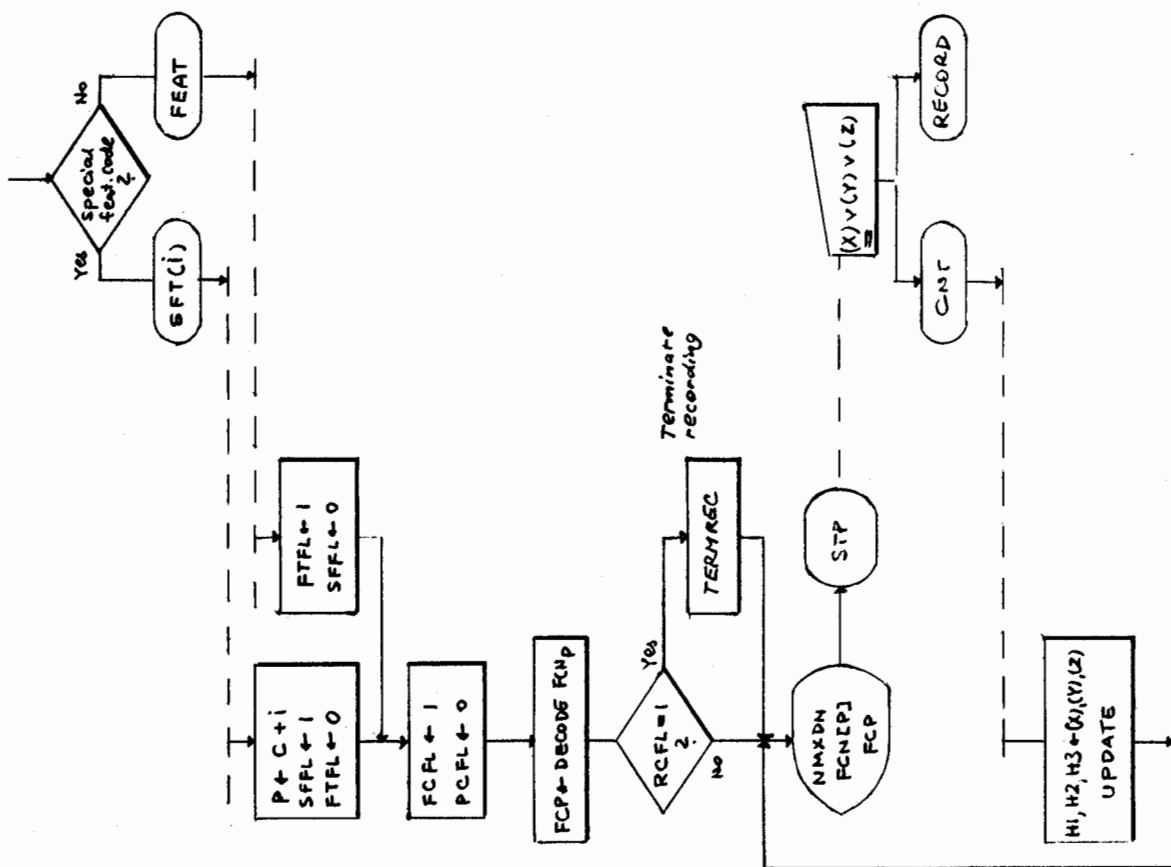 special
feat. code
?
Yes
No
SFT(i)
FEAT
P ← C + i
SFFL ← 1
FTFL ← 0
FTFL ← 1
SFFL ← 0
FCFL ← 1
PCFL ← 0
FCP ← DECODE FCNp
RCFL = 1
?
Yes
No
TERMREC
Terminate
recording
NMXDN
FCN[P]
FCP
STP
(X) ∨ (Y) ∨ (Z)
=
CNT
RECORD
H1, H2, H3 ← (X), (Y), (Z)
UPDATE